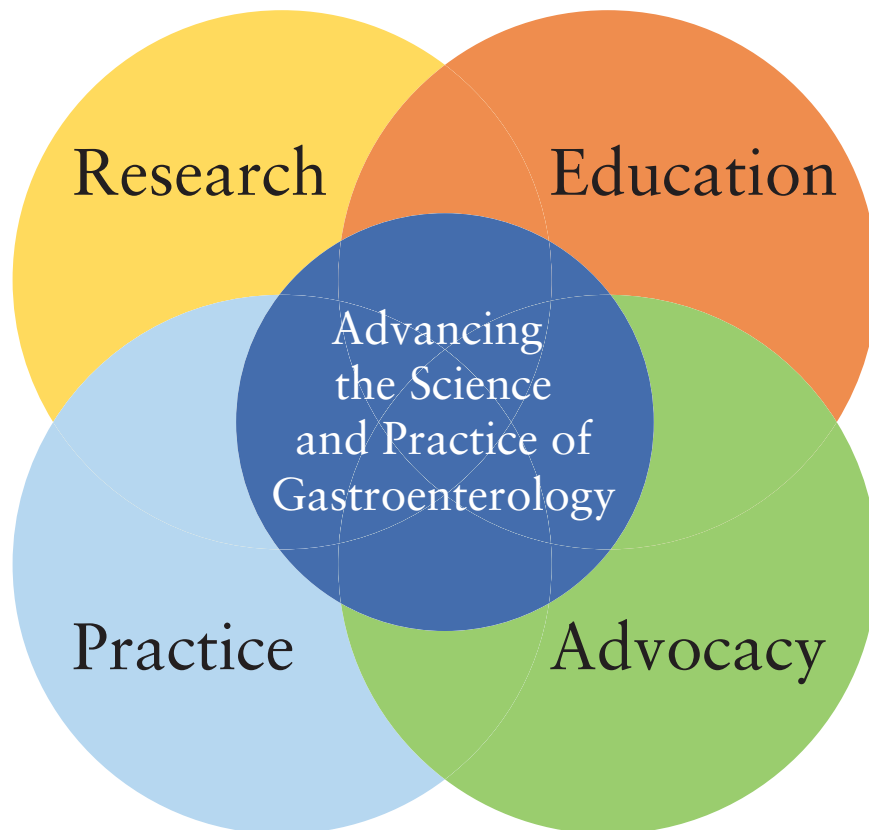 Research
Education
Advancing
the Science
and Practice of
Gastroenterology
Practice
Advocacy